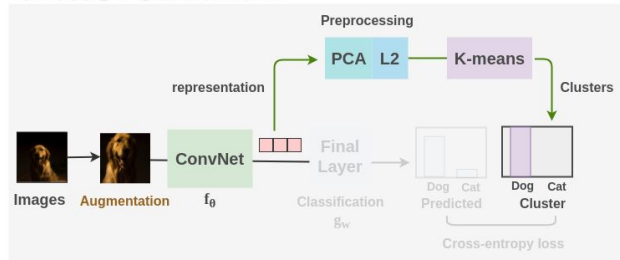 Preprocessing
PCA L2
K-means
representation
Clusters
ConvNet
Final
Layer
Images
Augmentation
fθ
Classification
gw
Dog Cat
Predicted
Dog Cat
Cluster
Cross-entropy loss